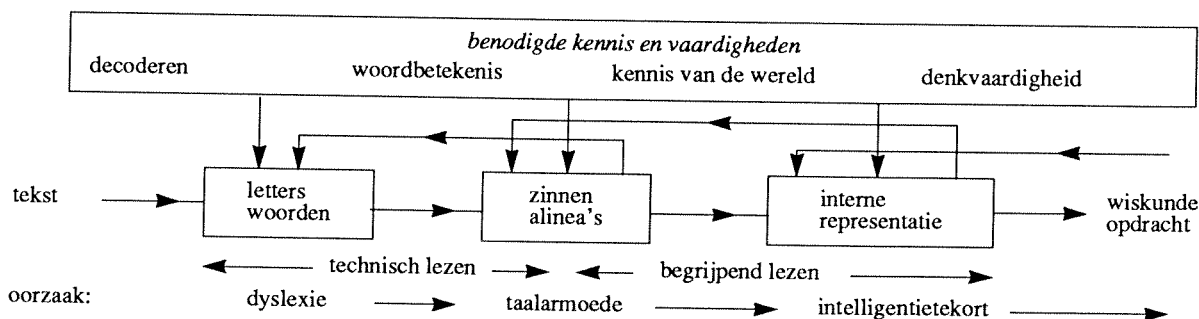 benodigde kennis en vaardigheden
decoderen woordbetekenis kennis van de wereld denkvaardigheid
tekst
letters
woorden
zinnen
alinea's
interne
representatie
wiskunde
opdracht
technisch lezen begrijpend lezen
oorzaak: dyslexie taalarmoede intelligentietekort